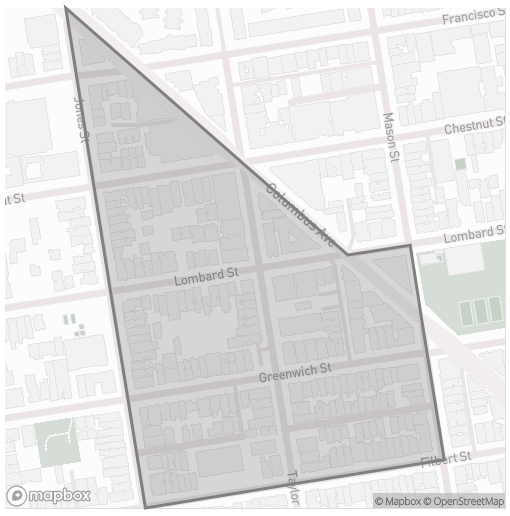 Francisco S
Jones St
Mason St
Chestnut St
nut St
Columbus Ave
Lombard St
Lombard St
Greenwich St
Filbert St
Taylor
mapbox
© Mapbox © OpenStreetMap